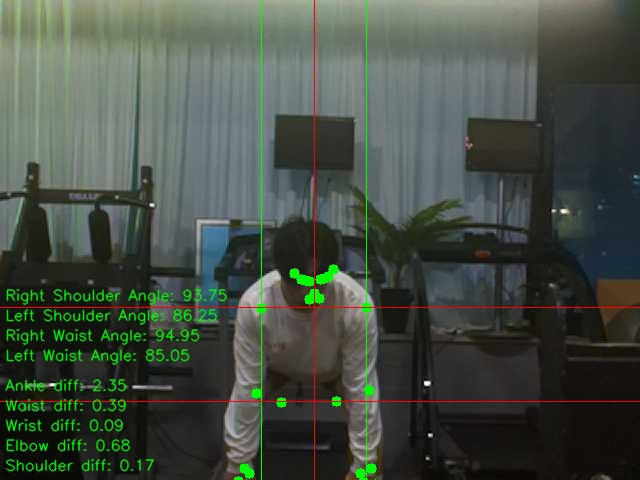 Right Shoulder Angle: 93.75
Left Shoulder Angle: 86.25
Right Waist Angle: 94.95
Left Waist Angle: 85.05
Ankle diff: 2.35
Waist diff: 0.39
Wrist diff: 0.09
Elbow diff: 0.68
Shoulder diff: 0.17